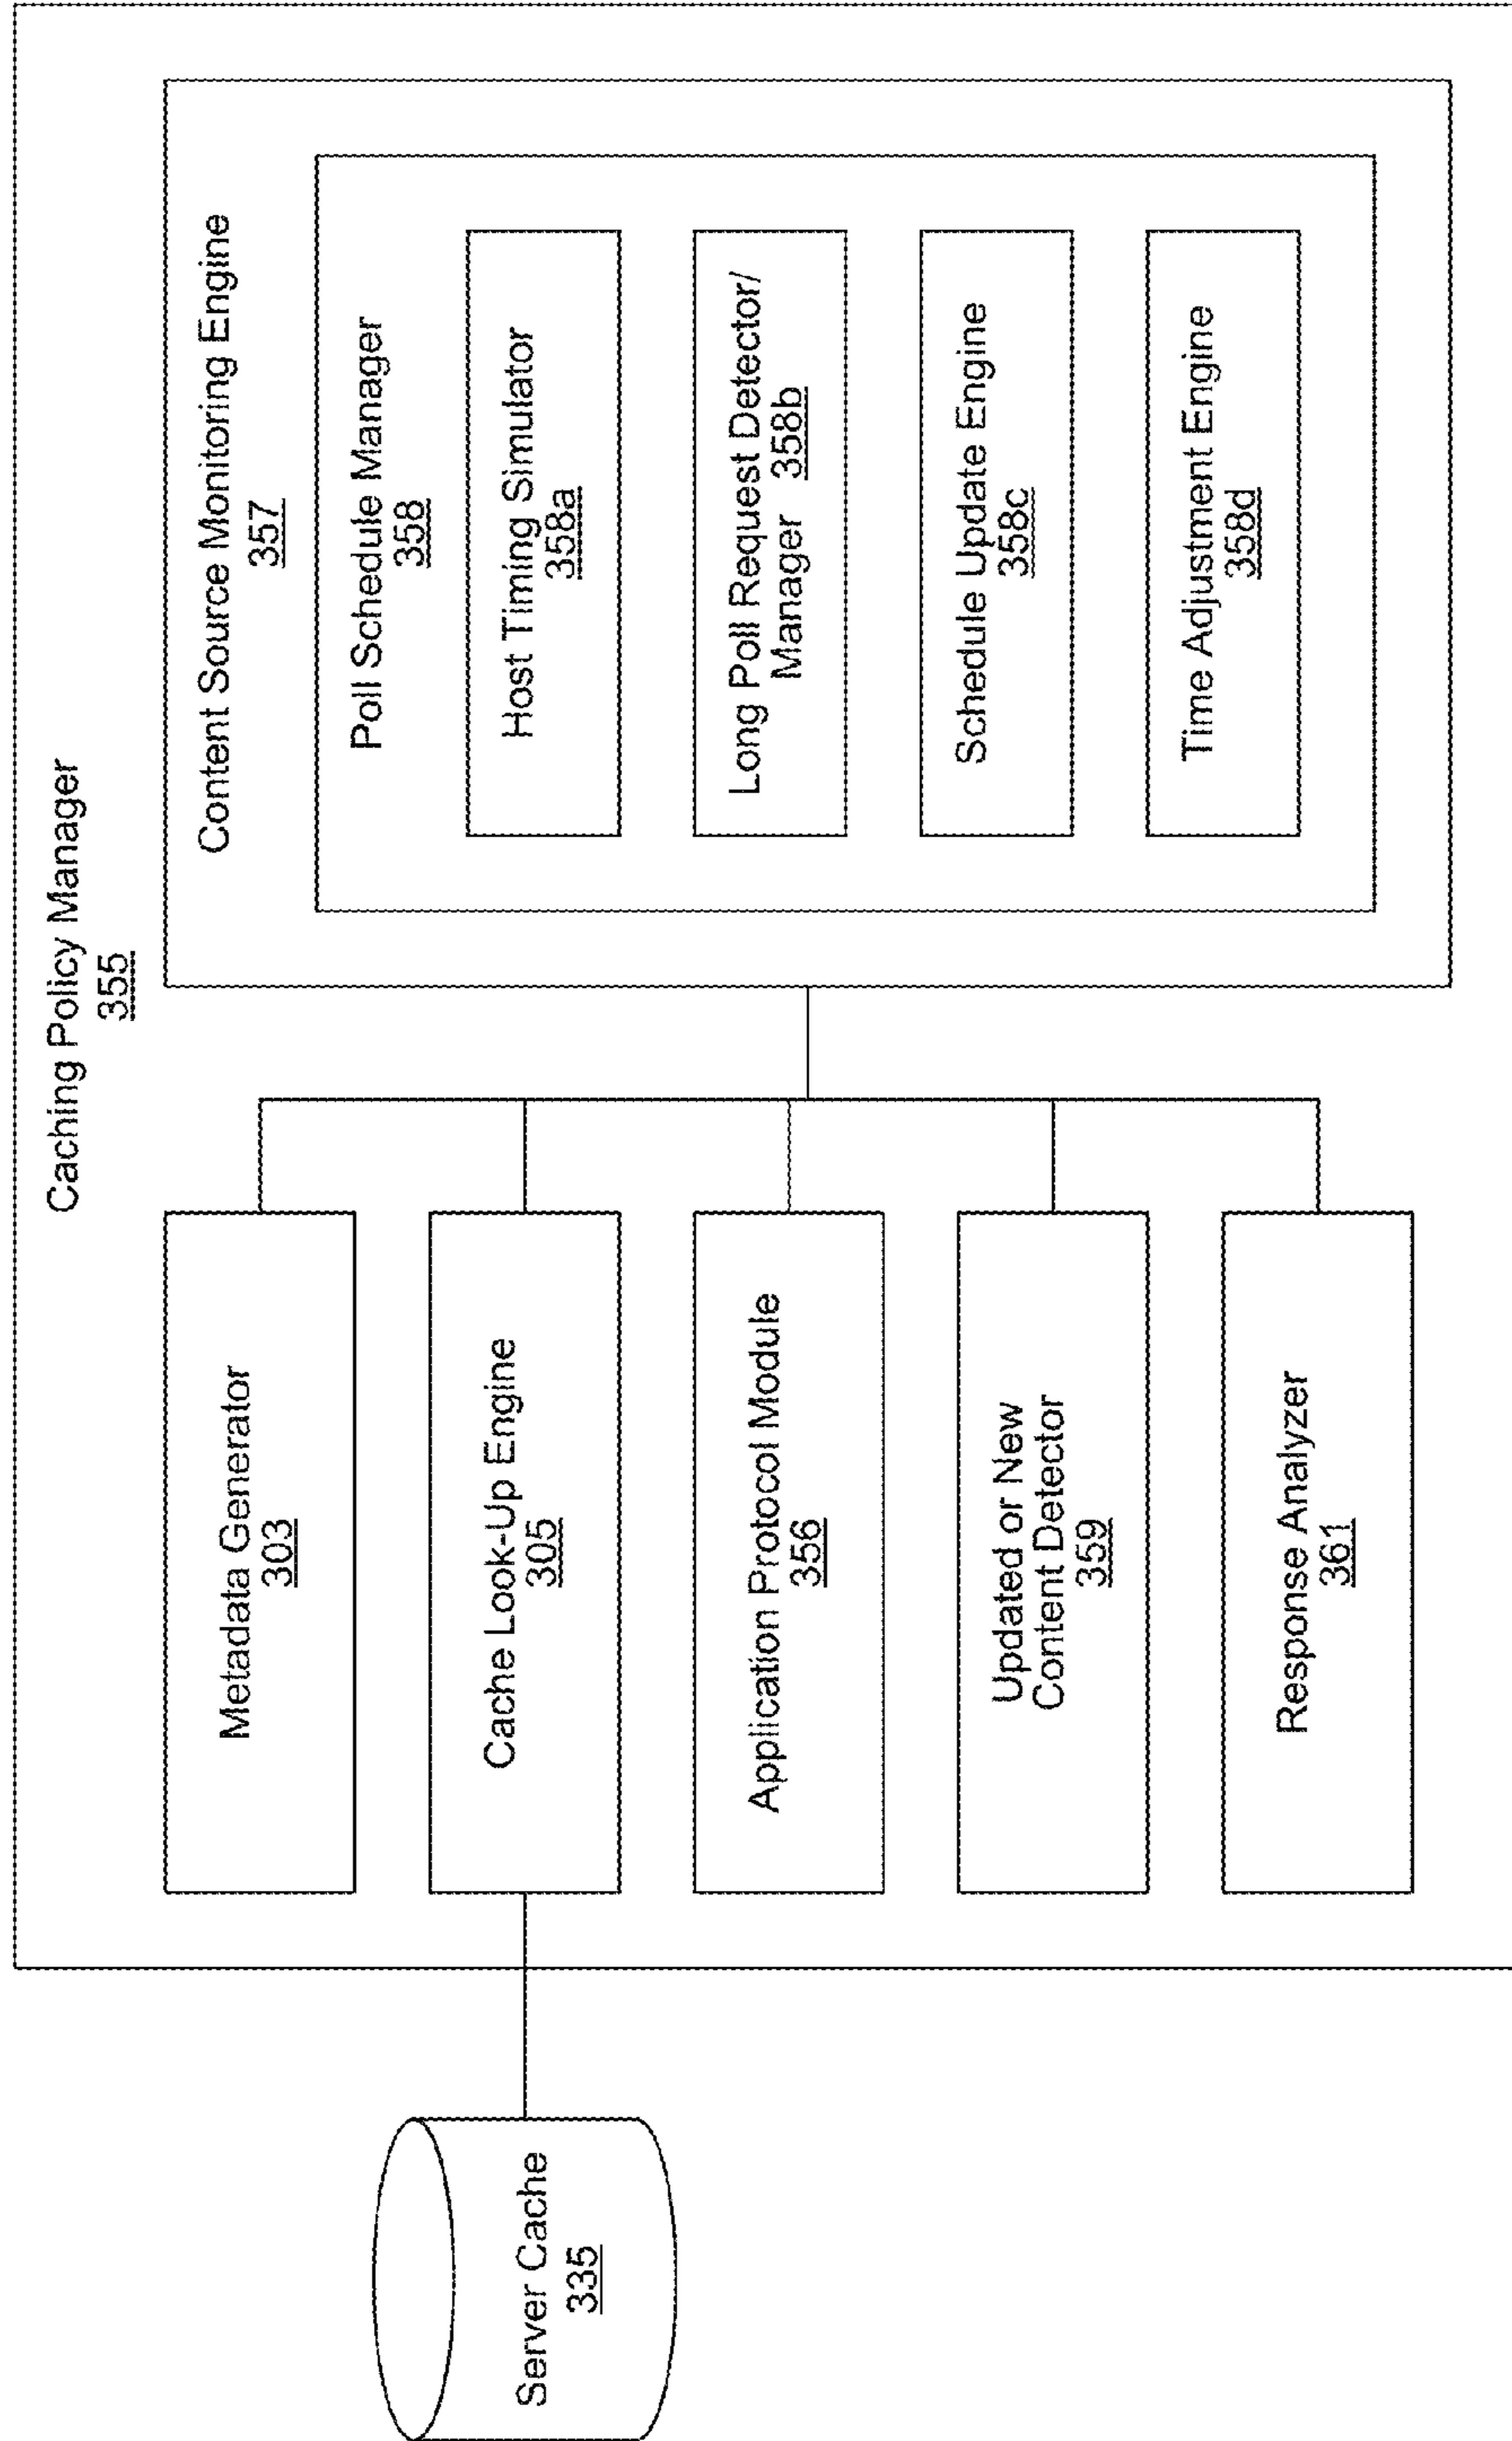 Caching Policy Manager
355
Server Cache
335
Metadata Generator
303
Cache Look-Up Engine
305
Application Protocol Module
356
Updated or New
Content Detector
359
Response Analyzer
361
Content Source Monitoring Engine
357
Poll Schedule Manager
358
Host Timing Simulator
358a
Long Poll Request Detector/
Manager 358b
Schedule Update Engine
358c
Time Adjustment Engine
358d